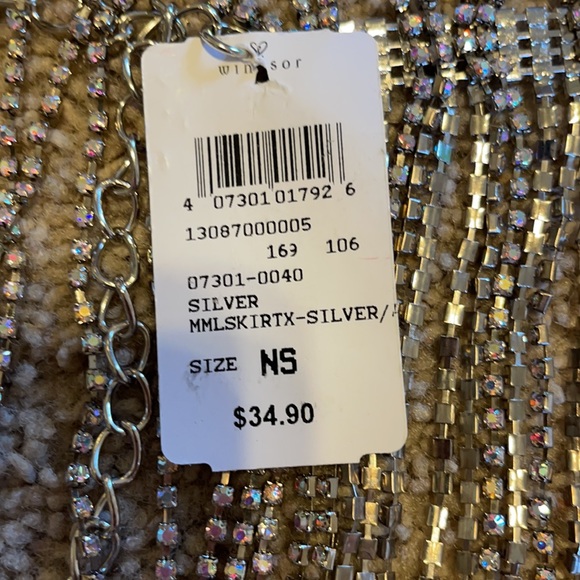 windsor
4 07301 01792 6
13087000005
169 106
07301-0040
SILVER
MMLSKIRTX-SILVER/
SIZE NS
$34.90